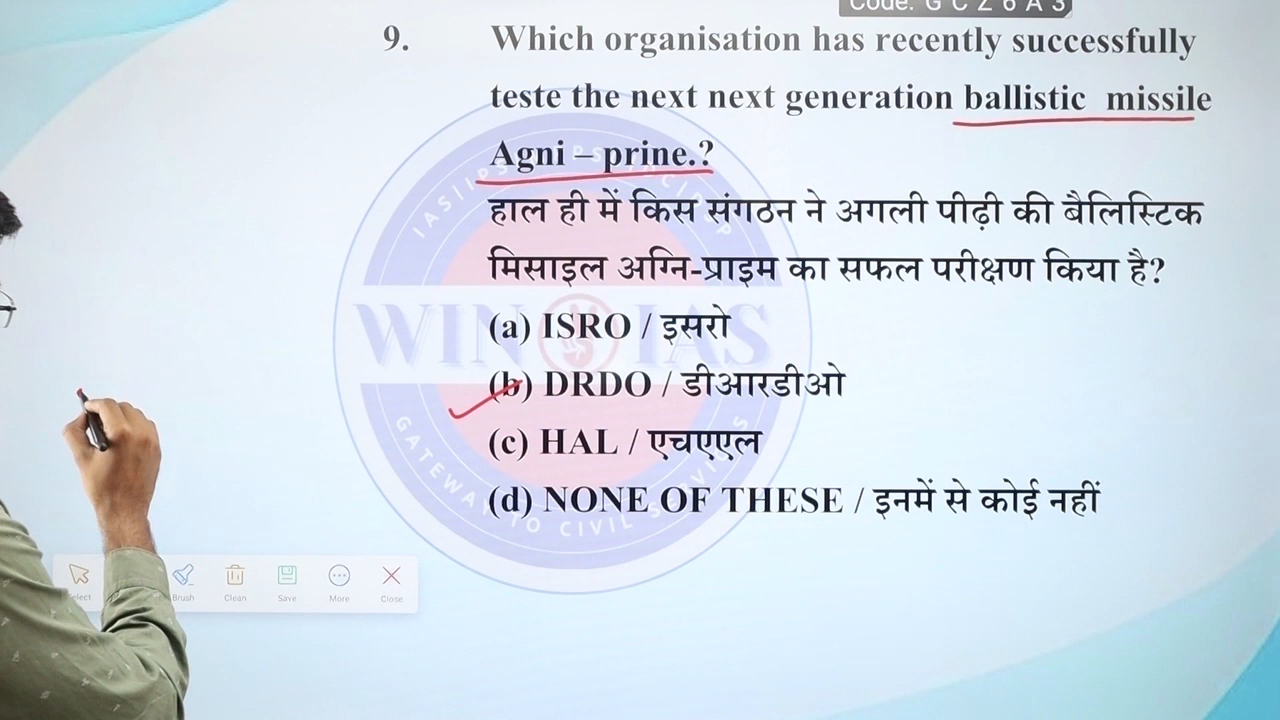 Code: G C Z 6 A 3
9. Which organisation has recently successfully
teste the next next generation ballistic missile
Agni – prine.?
हाल ही में किस संगठन ने अगली पीढ़ी की बैलिस्टिक
मिसाइल अग्नि-प्राइम का सफल परीक्षण किया है?
(a) ISRO / इसरो
(b) DRDO / डीआरडीओ
(c) HAL / एचएएल
(d) NONE OF THESE / इनमें से कोई नहीं
WIN IAS
GATEWAY TO CIVIL
Select Brush Clean Save More Close